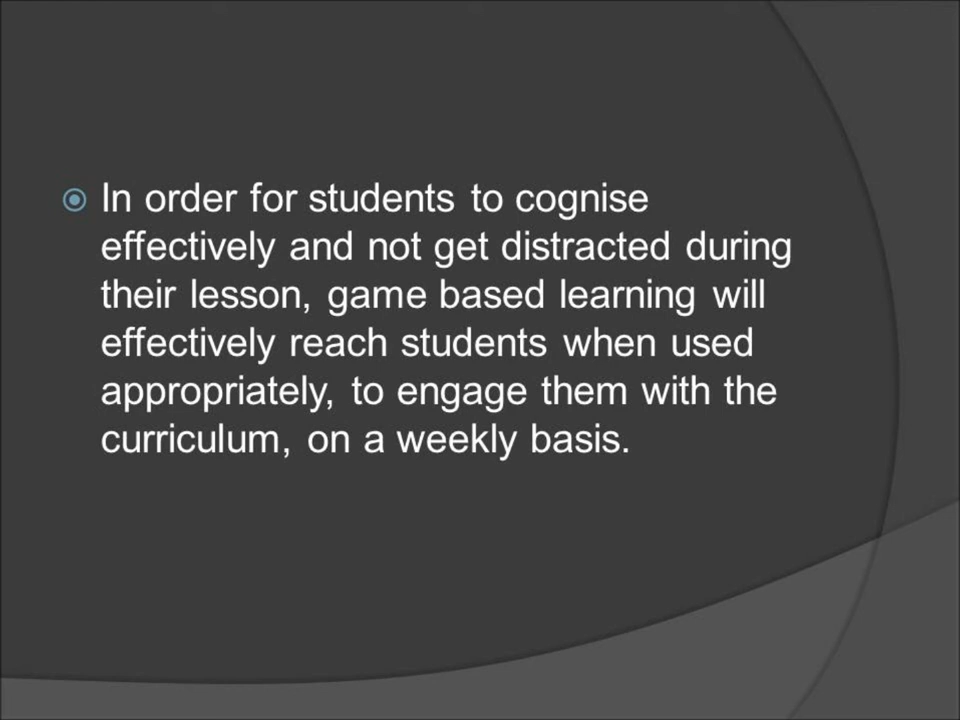 In order for students to cognise
effectively and not get distracted during
their lesson, game based learning will
effectively reach students when used
appropriately, to engage them with the
curriculum, on a weekly basis.